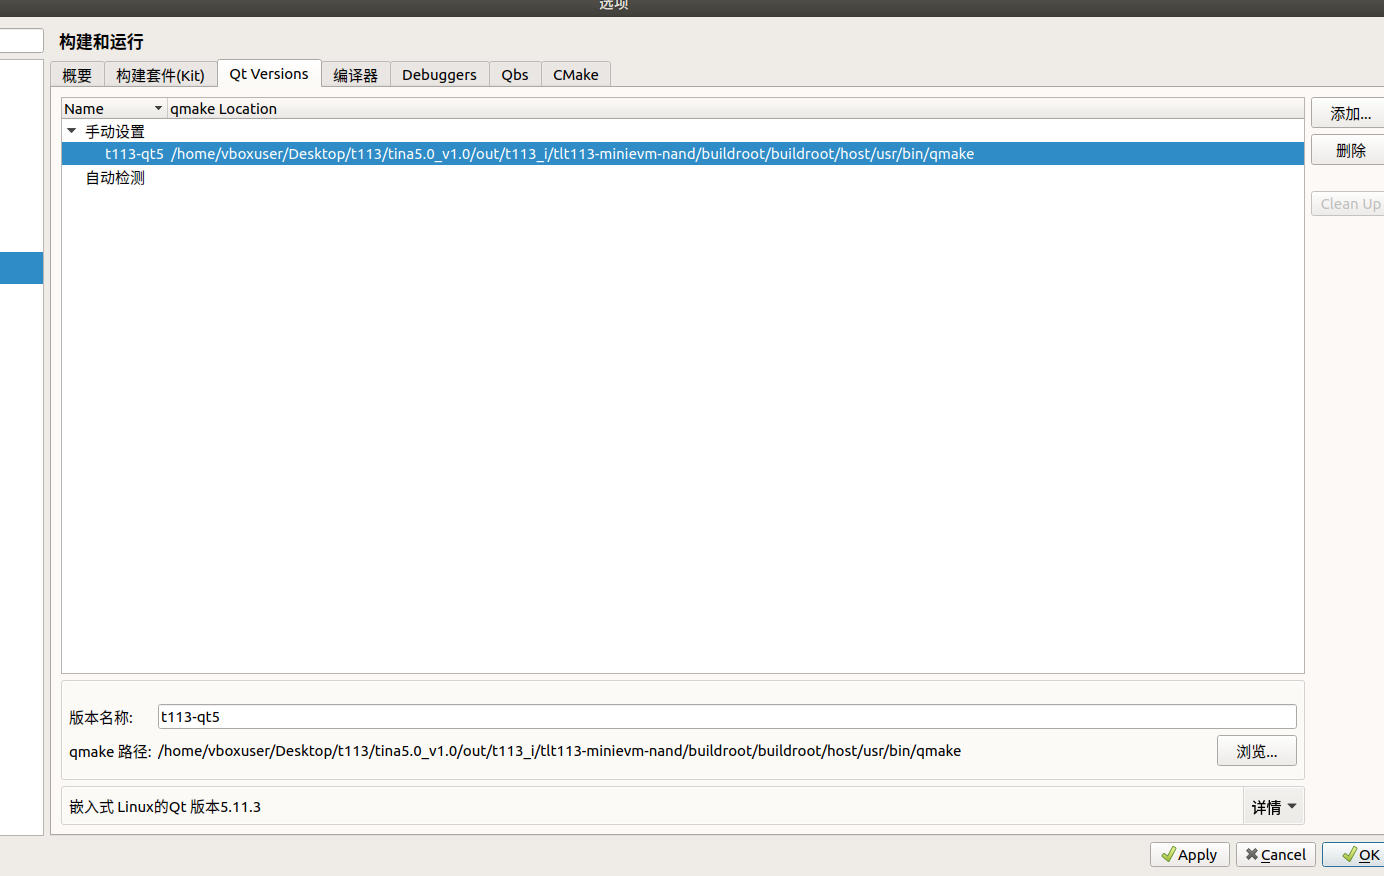 选项
构建和运行
概要 构建套件(Kit) Qt Versions 编译器 Debuggers Qbs CMake
Name qmake Location
手动设置
t113-qt5 /home/vboxuser/Desktop/t113/tina5.0_v1.0/out/t113_i/tlt113-minievm-nand/buildroot/buildroot/host/usr/bin/qmake
自动检测
添加...
删除
Clean Up
版本名称: t113-qt5
qmake 路径: /home/vboxuser/Desktop/t113/tina5.0_v1.0/out/t113_i/tlt113-minievm-nand/buildroot/buildroot/host/usr/bin/qmake 浏览...
嵌入式 Linux的Qt 版本5.11.3 详情
Apply Cancel OK